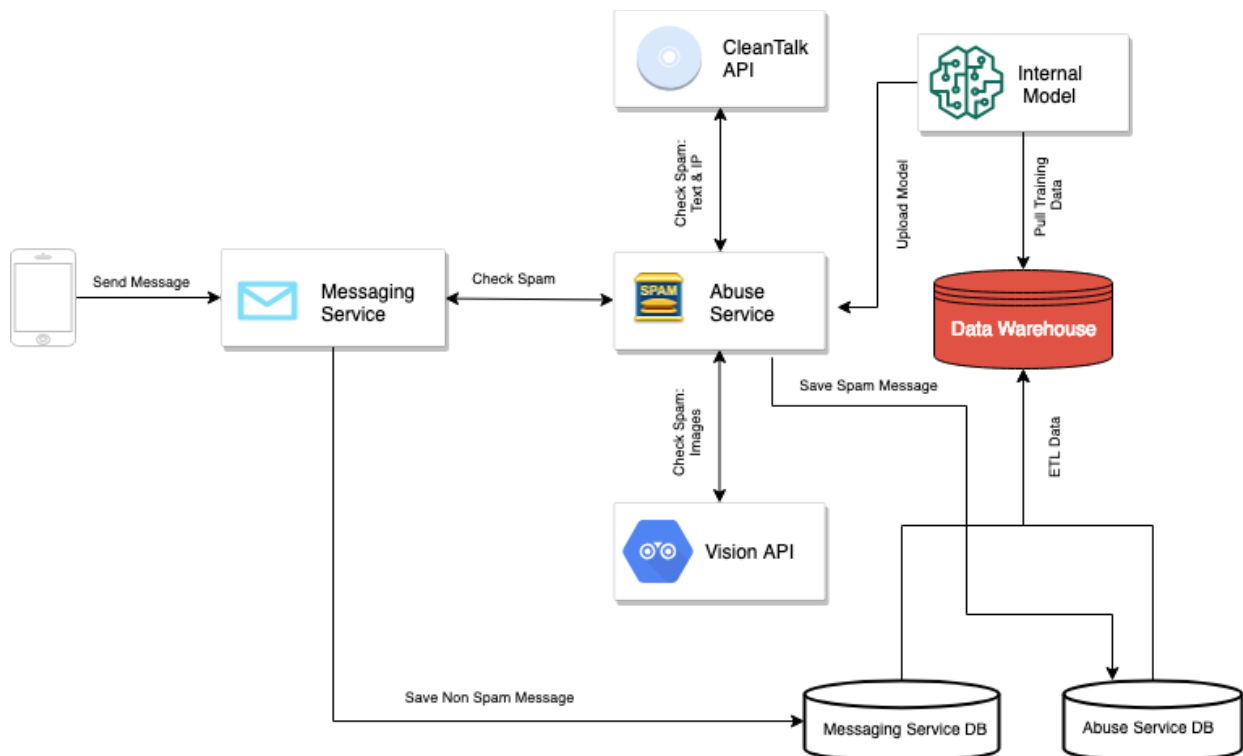 CleanTalk
API
Internal
Model
Check Spam:
Text & IP
Upload Model
Pull Training
Data
Send Message
Messaging
Service
Check Spam
SPAM
Abuse
Service
Data Warehouse
Save Spam Message
Check Spam:
Images
ETL Data
Vision API
Save Non Spam Message
Messaging Service DB
Abuse Service DB